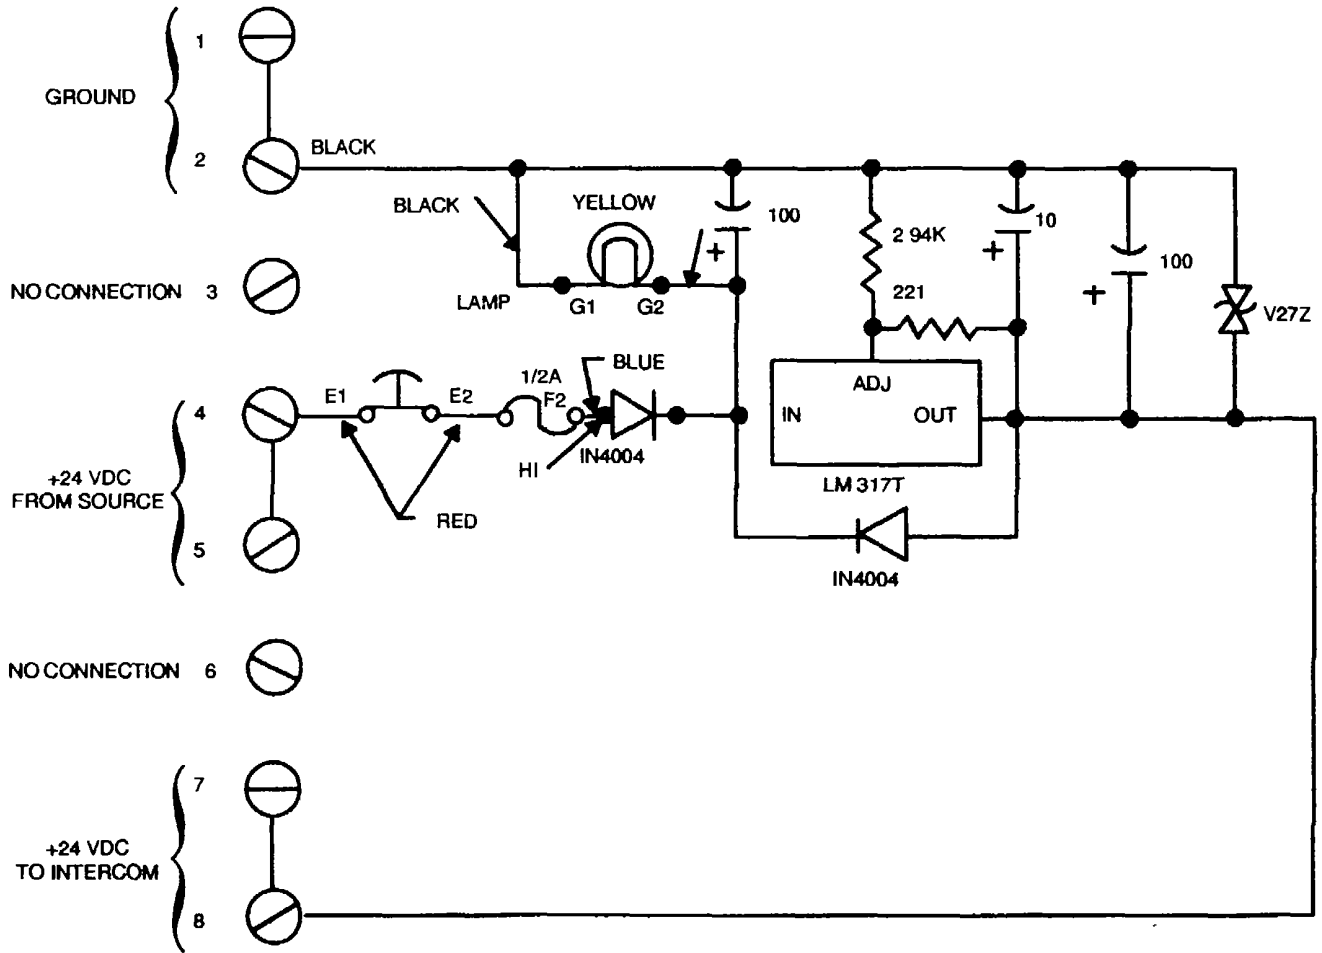 1
GROUND
2
BLACK
BLACK
YELLOW
+
100
2 94K
10
+
100
+
NO CONNECTION 3
LAMP
G1
G2
221
V27Z
BLUE
1/2A
E1
E2
F2
4
ADJ
IN
OUT
HI
IN4004
LM 317T
+24 VDC
FROM SOURCE
RED
5
IN4004
NO CONNECTION 6
7
+24 VDC
TO INTERCOM
8